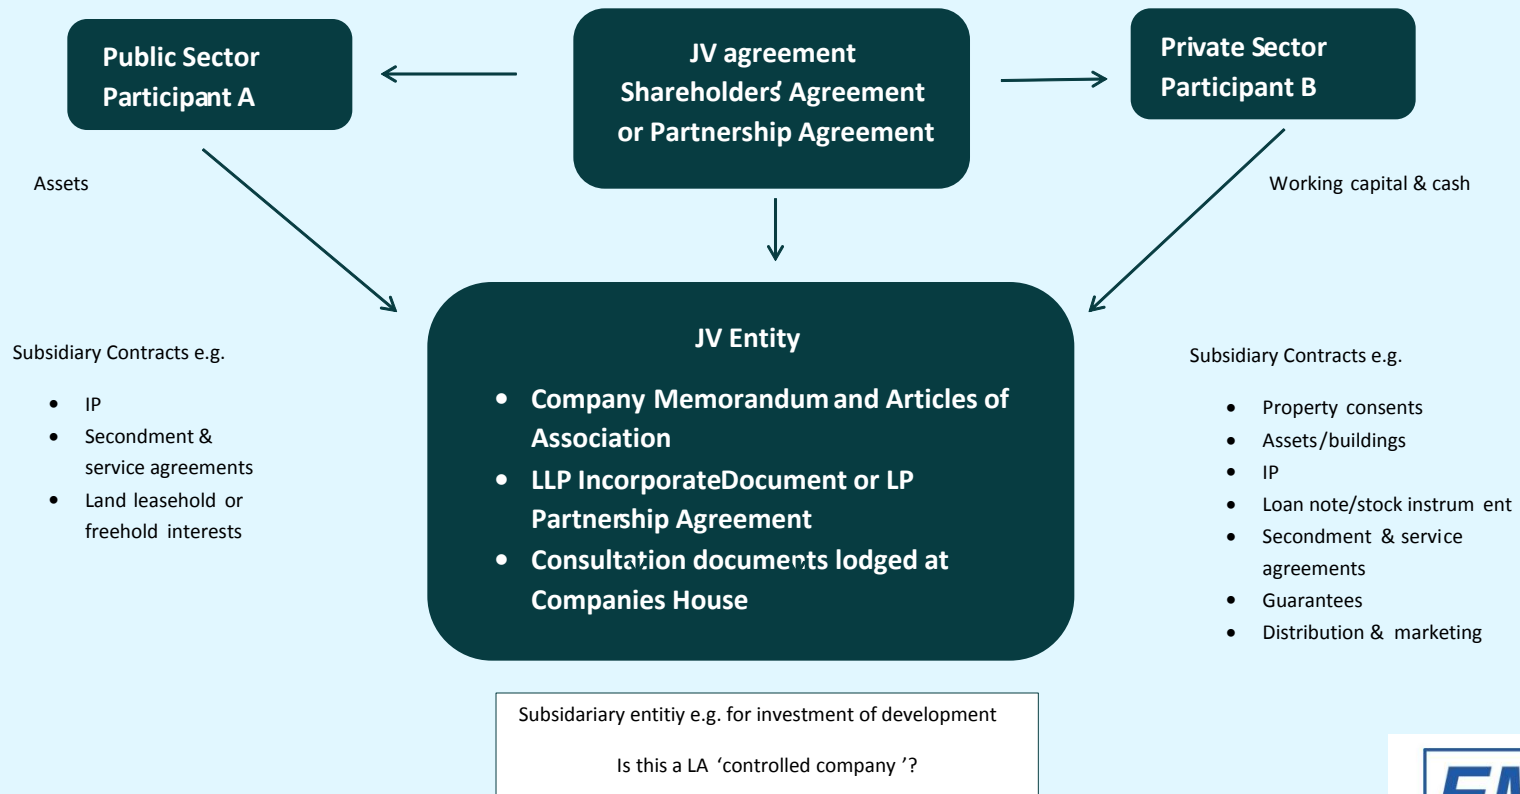 Public Sector
Participant A
JV agreement
Shareholders' Agreement
or Partnership Agreement
Private Sector
Participant B
Assets
Working capital & cash
JV Entity
• Company Memorandum and Articles of
Association
• LLP IncorporateDocument or LP
Partnership Agreement
• Consultation documents lodged at
Companies House
Subsidiary Contracts e.g.
• IP
• Secondment &
service agreements
• Land leasehold or
freehold interests
Subsidiary Contracts e.g.
• Property consents
• Assets/buildings
• IP
• Loan note/stock instrum ent
• Secondment & service
agreements
• Guarantees
• Distribution & marketing
Subsidariary entitiy e.g. for investment of development
Is this a LA 'controlled company '?